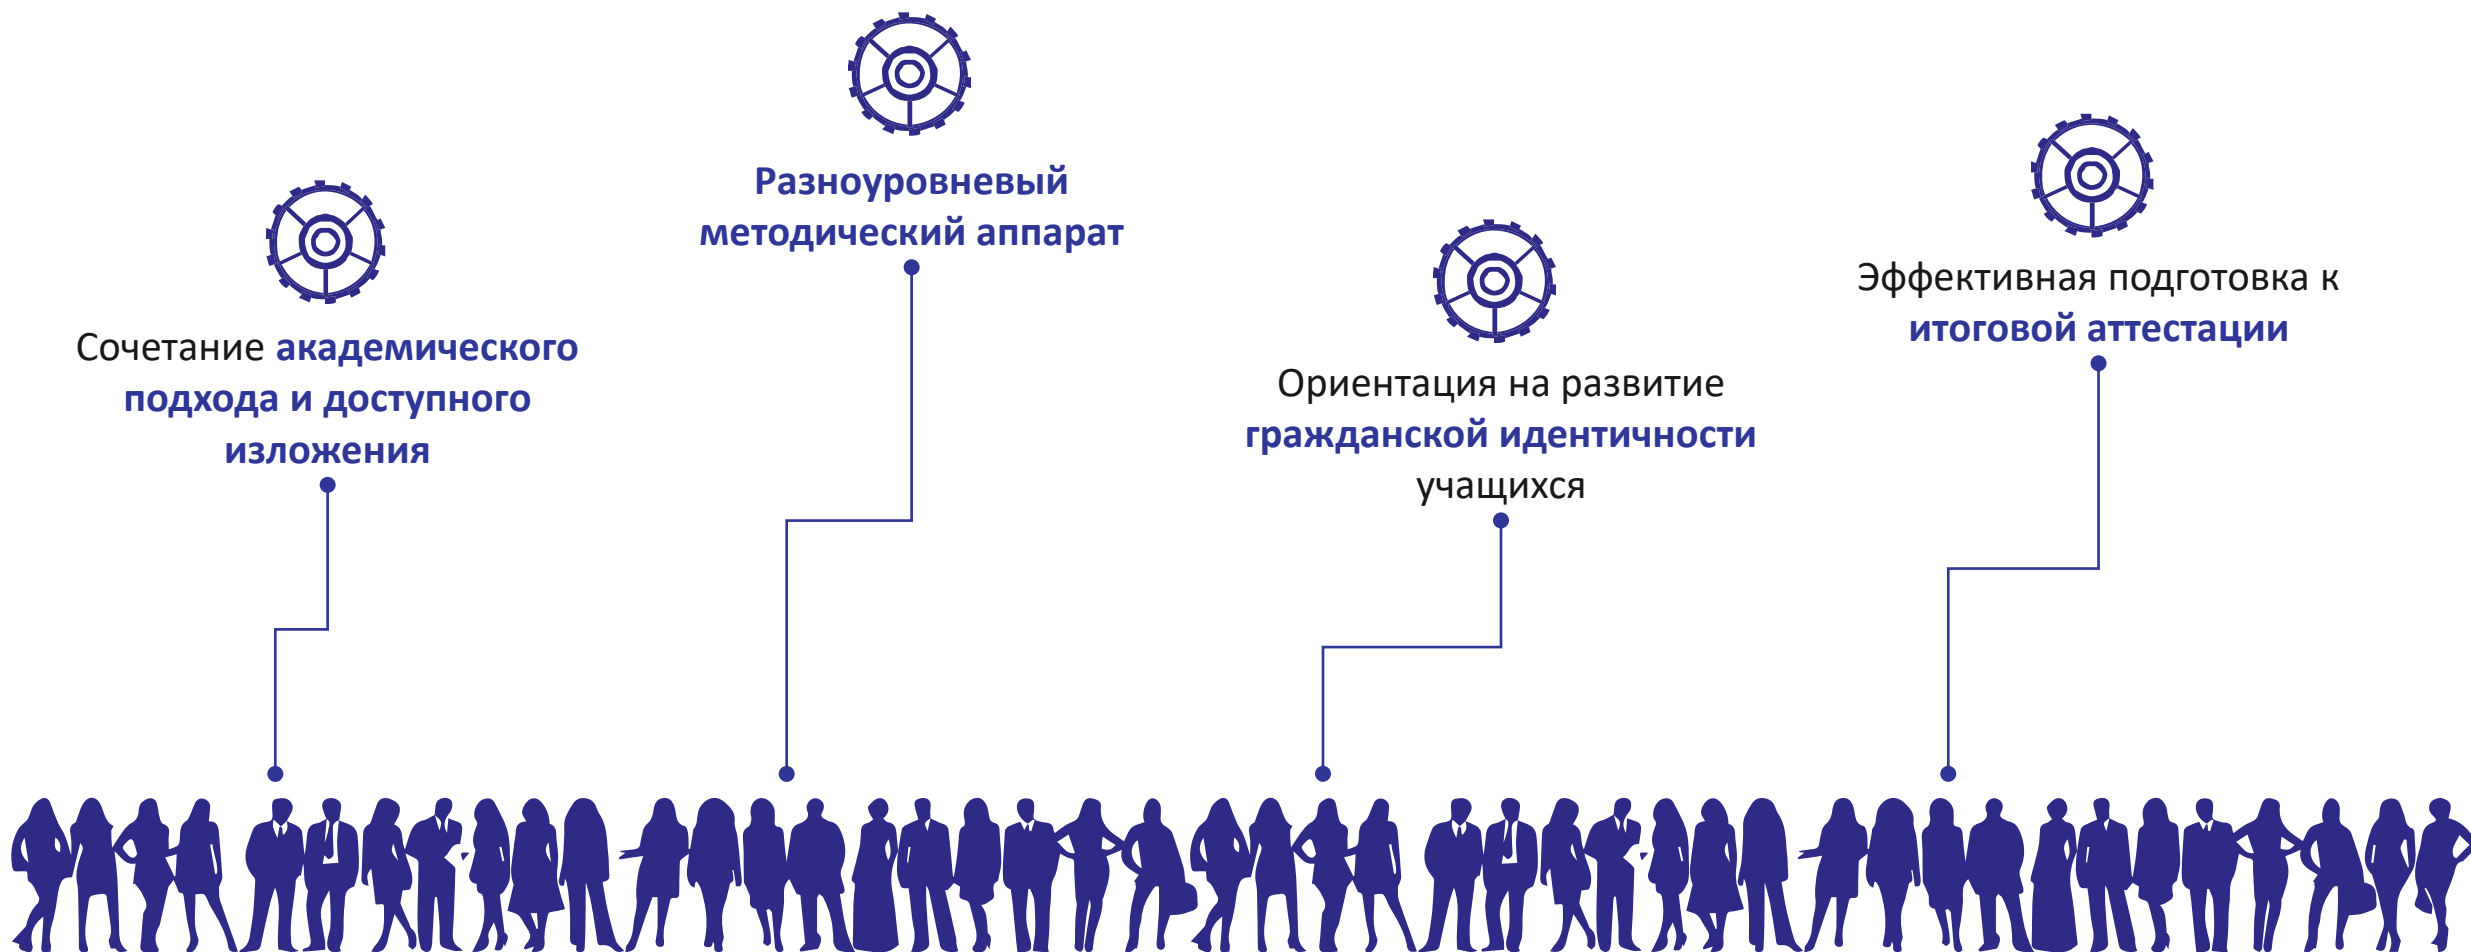 Сочетание академического
подхода и доступного
изложения
Разноуровневый
методический аппарат
Ориентация на развитие
гражданской идентичности
учащихся
Эффективная подготовка к
итоговой аттестации